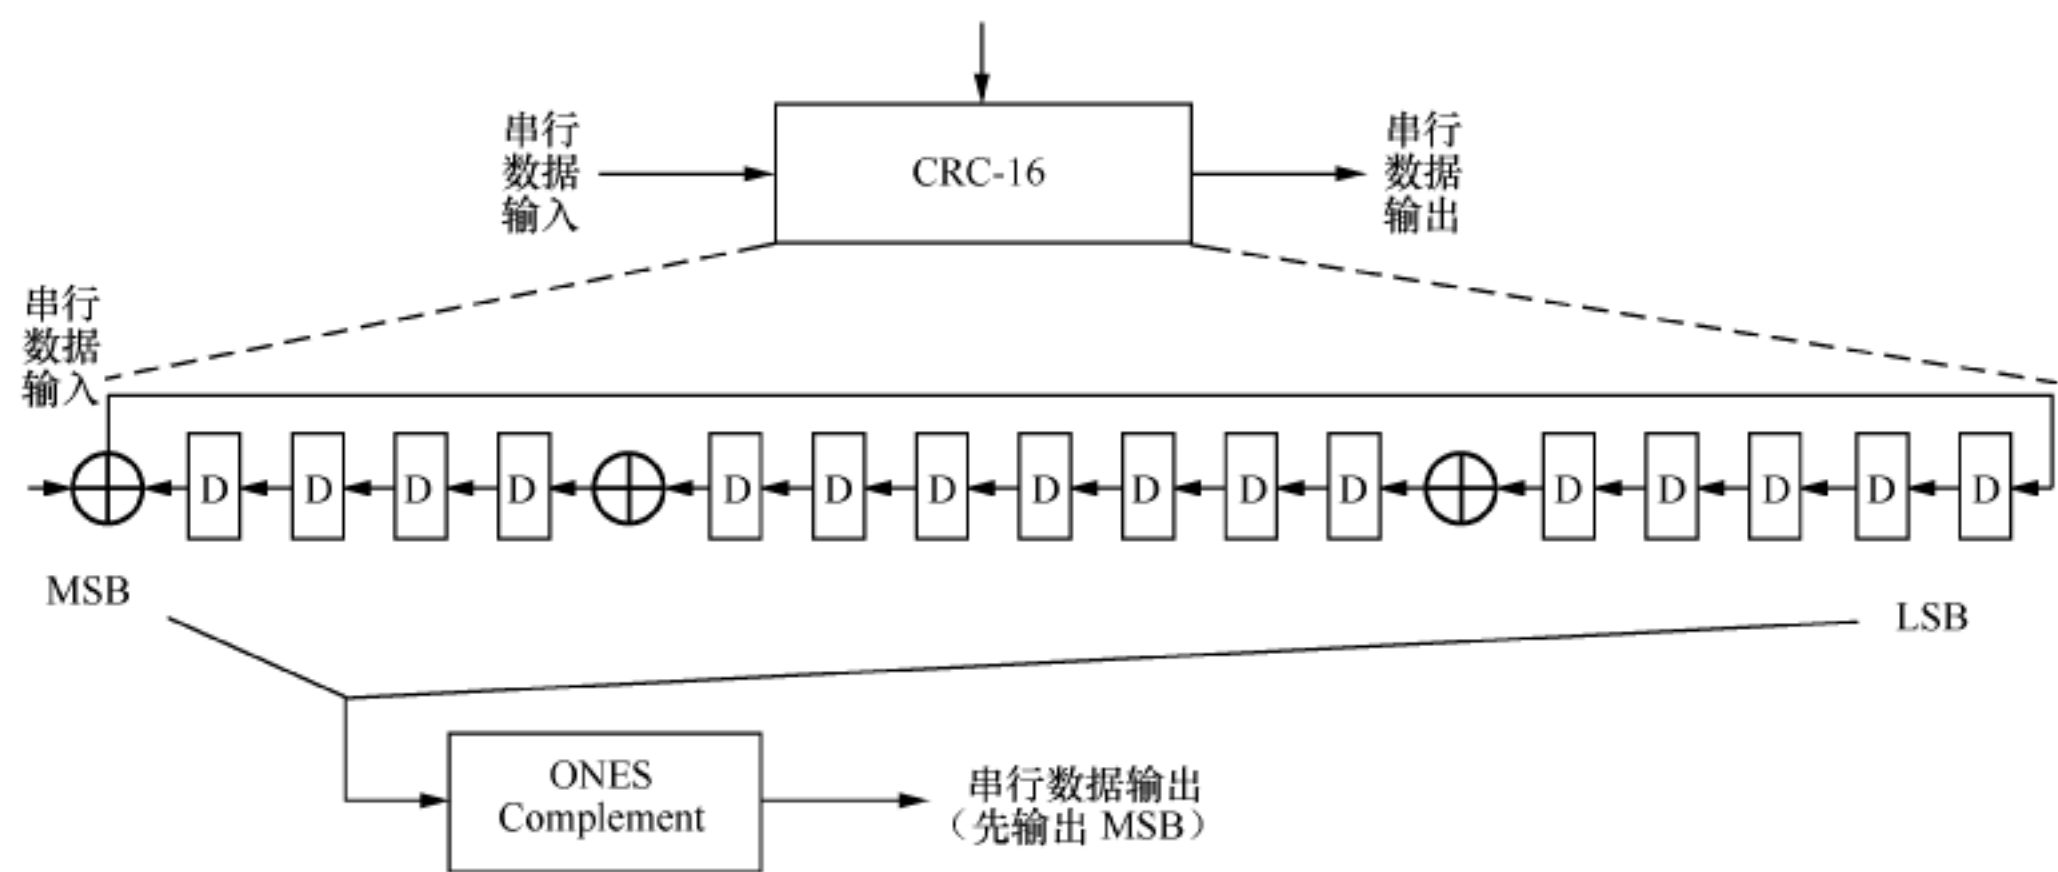 串行
数据
输入
CRC-16
串行
数据
输出
串行
数据
输入
D D D D D D D D D D D D D D D D
MSB
LSB
ONES
Complement
串行数据输出
（先输出 MSB）